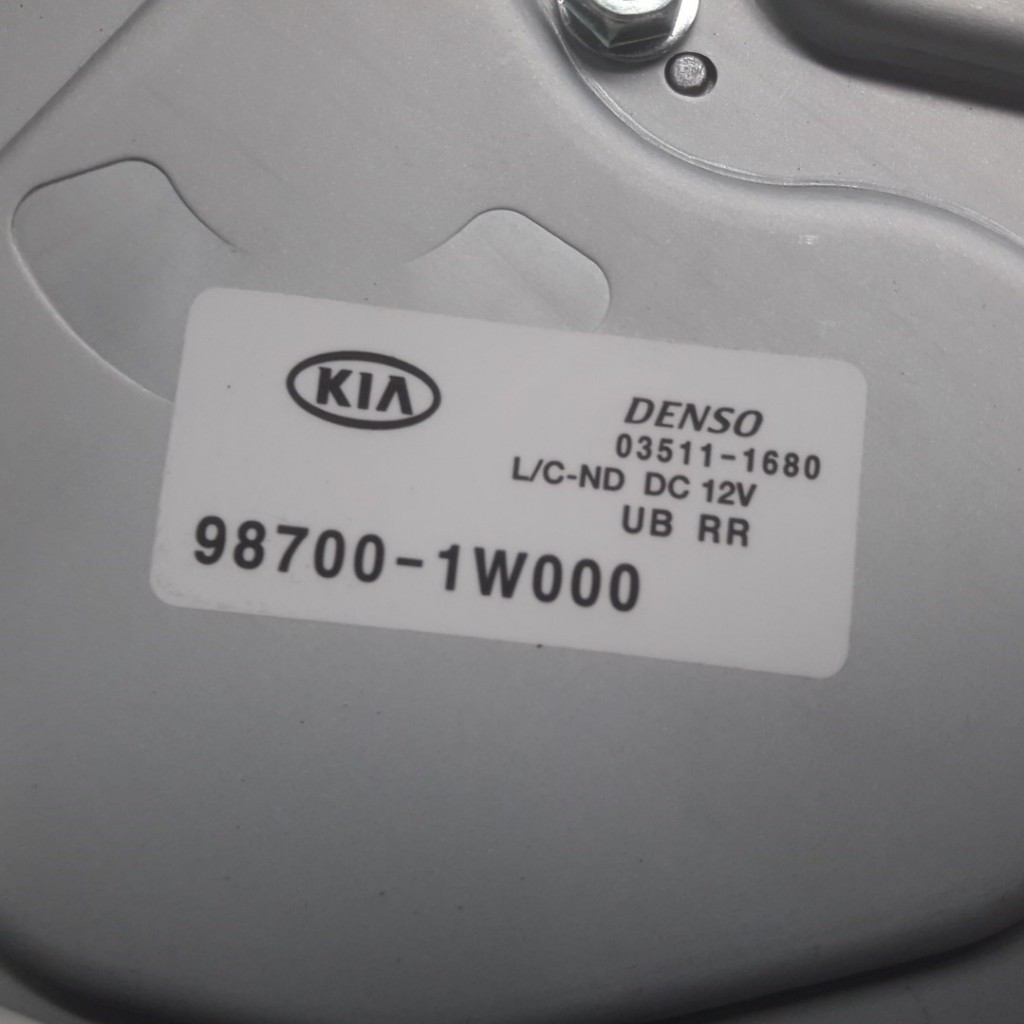 KIA
DENSO
03511-1680
L/C-ND DC 12V
UB RR
98700-1W000